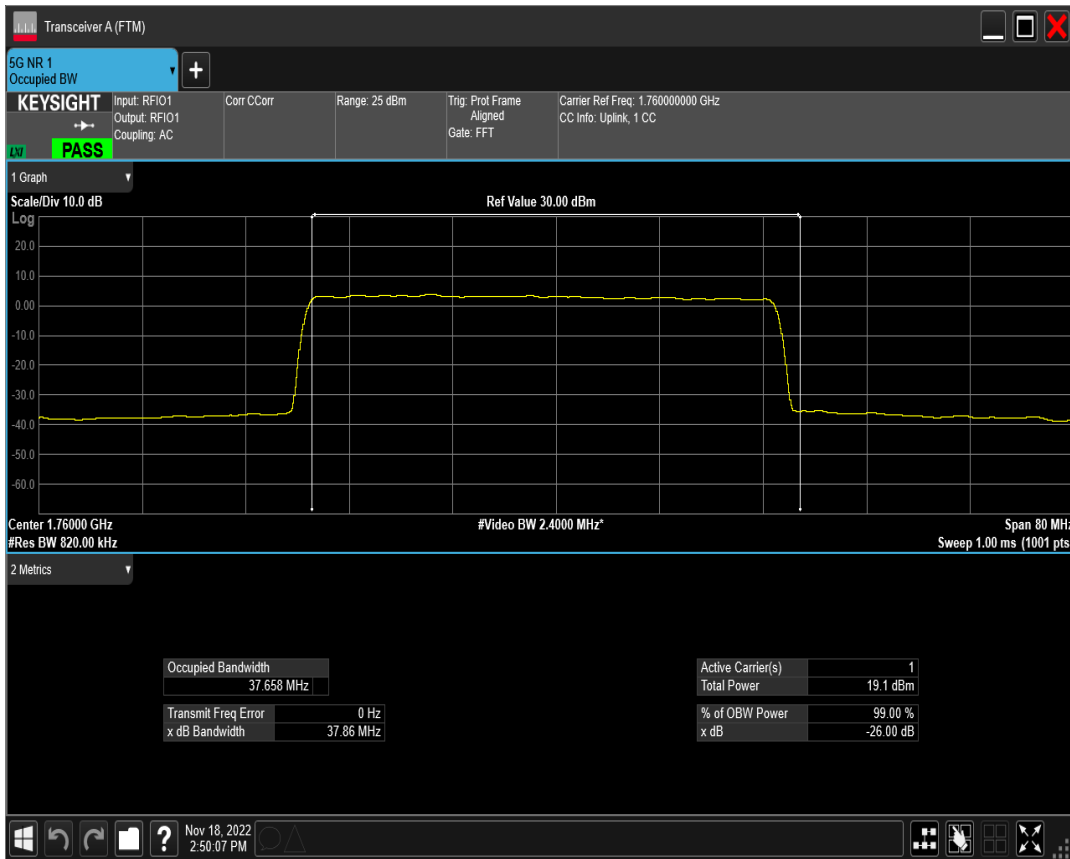 Transceiver A (FTM)
5G NR 1
Occupied BW
+
KEYSIGHT
LXI
PASS
Input: RFIO1
Output: RFIO1
Coupling: AC
Corr CCorr
Range: 25 dBm
Trig: Prot Frame
Aligned
Gate: FFT
Carrier Ref Freq: 1.760000000 GHz
CC Info: Uplink, 1 CC
1 Graph
Scale/Div 10.0 dB
Ref Value 30.00 dBm
Log
20.0
10.0
0.00
-10.0
-20.0
-30.0
-40.0
-50.0
-60.0
Center 1.76000 GHz
#Video BW 2.4000 MHz*
Span 80 MHz
#Res BW 820.00 kHz
Sweep 1.00 ms (1001 pts
2 Metrics
Occupied Bandwidth
37.658 MHz
Transmit Freq Error 0 Hz
x dB Bandwidth 37.86 MHz
Active Carrier(s) 1
Total Power 19.1 dBm
% of OBW Power 99.00 %
x dB -26.00 dB
?
Nov 18, 2022
2:50:07 PM